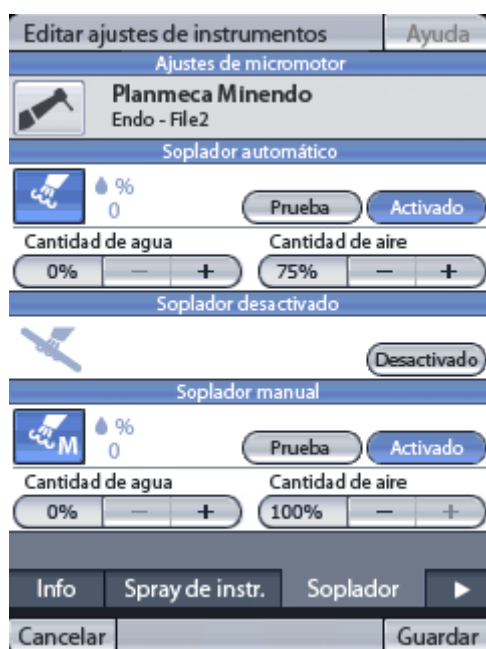 Editar ajustes de instrumentos Ayuda
Ajustes de micromotor
Planmeca Minendo
Endo - File2
Soplador automático
%
0 Prueba Activado
Cantidad de agua Cantidad de aire
0% − + 75% − +
Soplador desactivado
Desactivado
Soplador manual
M %
0 Prueba Activado
Cantidad de agua Cantidad de aire
0% − + 100% − +
Info Spray de instr. Soplador
Cancelar Guardar